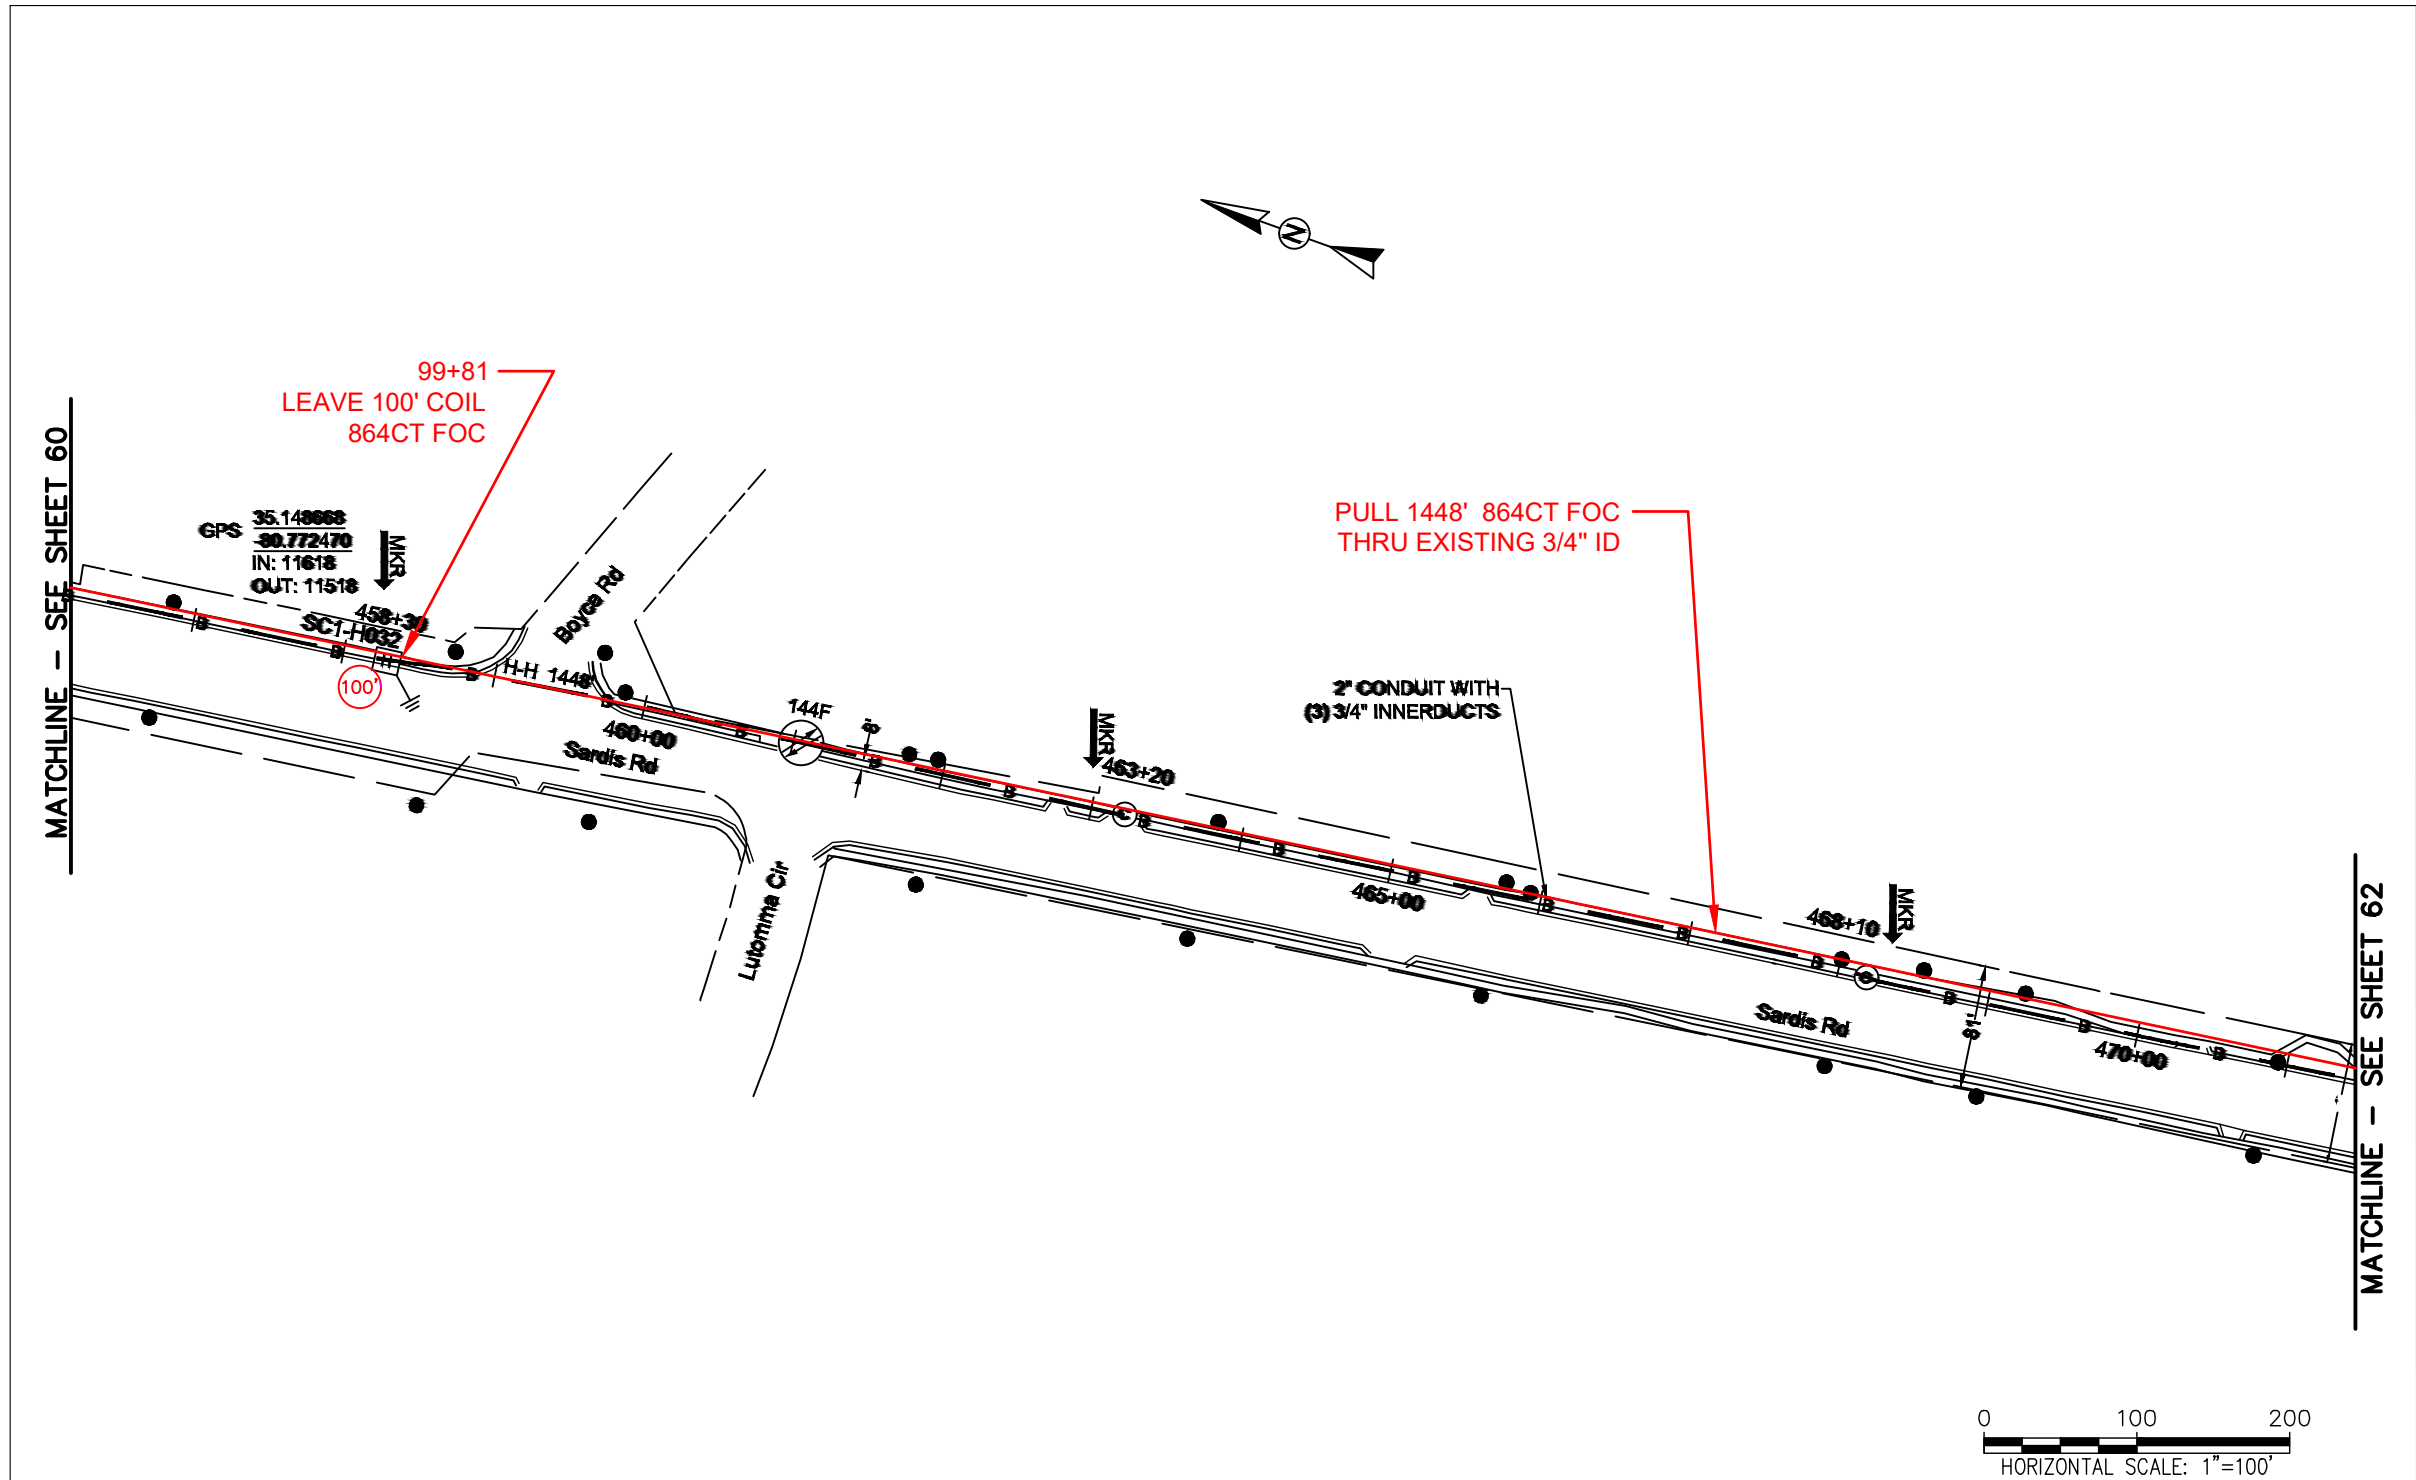 N
99+81
LEAVE 100' COIL
864CT FOC
MATCHLINE – SEE SHEET 60
GPS
35.148668
-80.772470
IN: 11618
OUT: 11518
MKR
458+30
SC1-H032
H
100'
Boyce Rd
H-H 1448'
460+00
Sardis Rd
144F
8'
Lutomma Cir
MKR
463+20
C
PULL 1448' 864CT FOC
THRU EXISTING 3/4" ID
2" CONDUIT WITH
(3) 3/4" INNERDUCTS
465+00
468+10
MKR
C
Sardis Rd
81'
470+00
B B B B B B B B B B B B B B B B B
MATCHLINE – SEE SHEET 62
0 100 200
HORIZONTAL SCALE: 1"=100'